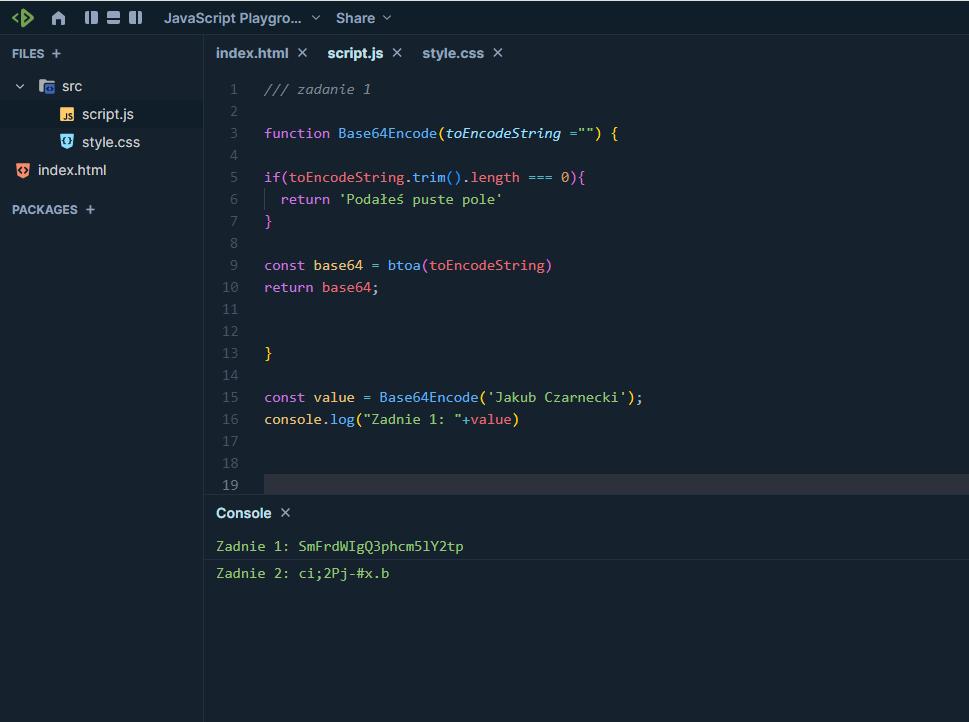 JavaScript Playgro... Share
FILES +
src
script.js
style.css
index.html
PACKAGES +
index.html × script.js × style.css ×
1 /// zadanie 1
2
3 function Base64Encode(toEncodeString ="") {
4
5 if(toEncodeString.trim().length === 0){
6 return 'Podałeś puste pole'
7 }
8
9 const base64 = btoa(toEncodeString)
10 return base64;
11
12
13 }
14
15 const value = Base64Encode('Jakub Czarnecki');
16 console.log("Zadnie 1: "+value)
17
18
19
Console ×
Zadnie 1: SmFrdWIgQ3phcm5lY2tp
Zadnie 2: ci;2Pj-#x.b